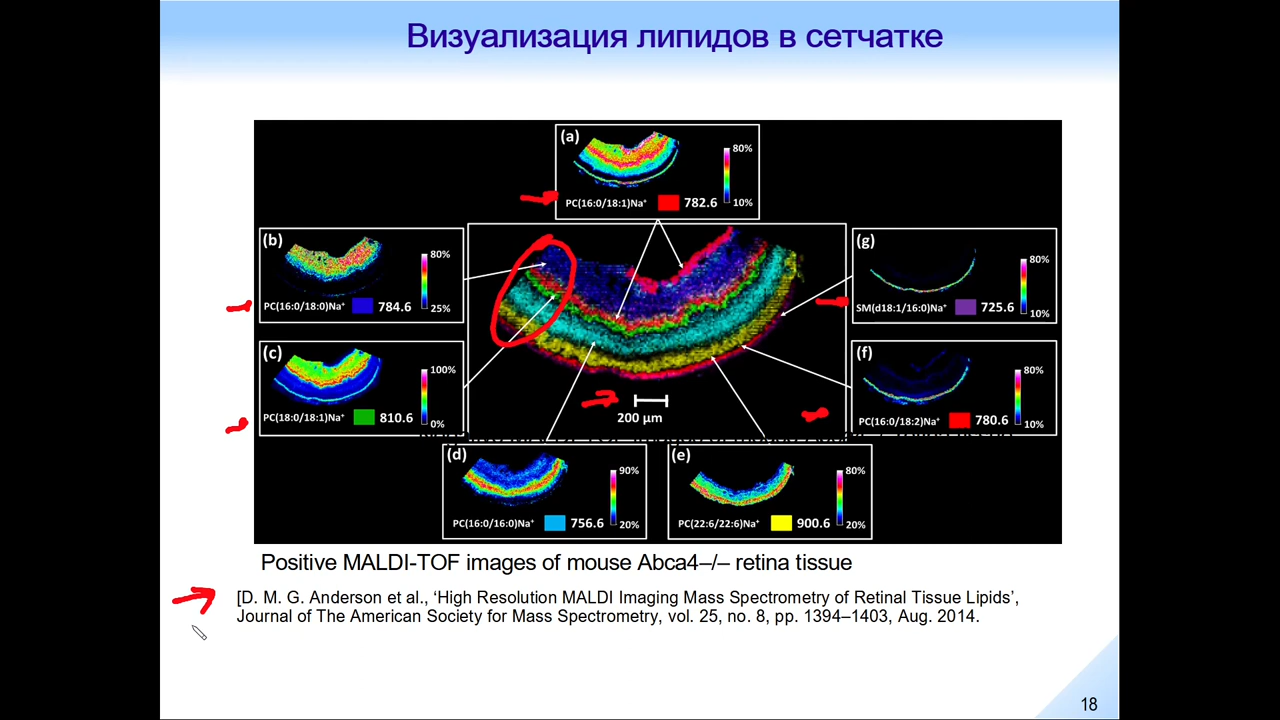 Визуализация липидов в сетчатке
(a)
80%
PC(16:0/18:1)Na⁺ 782.6 10%
(b)
80%
PC(16:0/18:0)Na⁺ 784.6 25%
(g)
80%
SM(d18:1/16:0)Na⁺ 725.6 10%
(c)
100%
PC(18:0/18:1)Na⁺ 810.6 0%
200 µm
(f)
80%
PC(16:0/18:2)Na⁺ 780.6 10%
(d)
90%
PC(16:0/16:0)Na⁺ 756.6 20%
(e)
80%
PC(22:6/22:6)Na⁺ 900.6 20%
Positive MALDI-TOF images of mouse Abca4–/– retina tissue
[D. M. G. Anderson et al., ‘High Resolution MALDI Imaging Mass Spectrometry of Retinal Tissue Lipids’,
Journal of The American Society for Mass Spectrometry, vol. 25, no. 8, pp. 1394–1403, Aug. 2014.
18